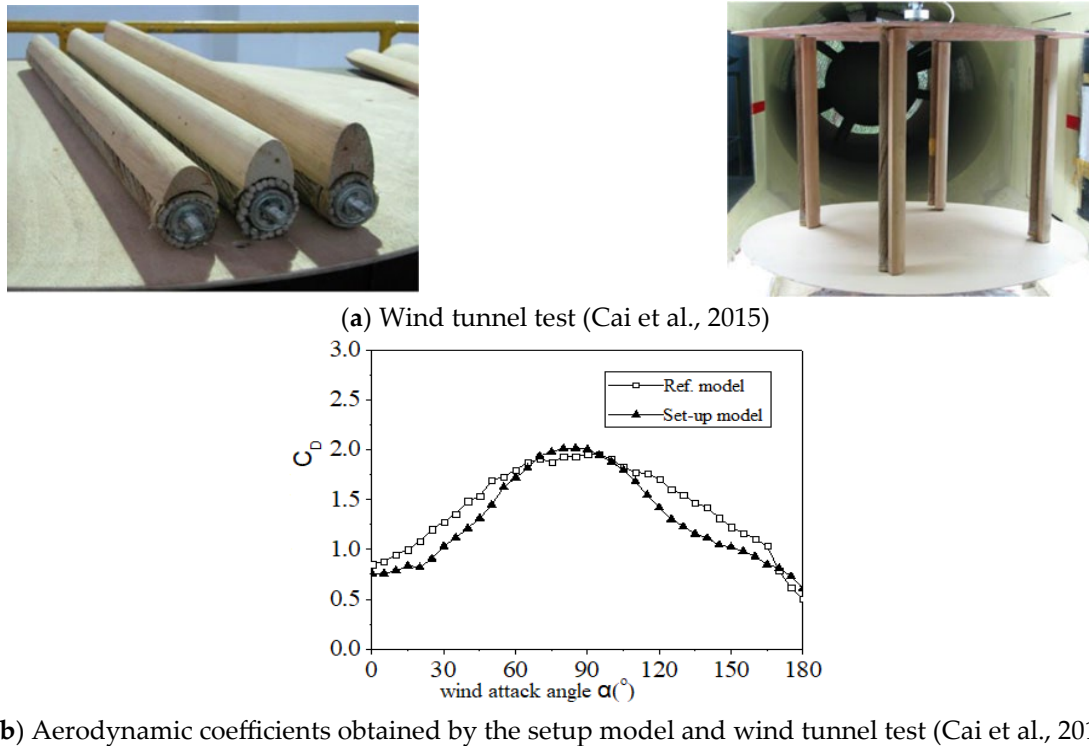 (a) Wind tunnel test (Cai et al., 2015)
3.0
Ref. model
2.5
Set-up model
2.0
C_D
1.5
1.0
0.5
0.0
0 30 60 90 120 150 180
wind attack angle α(°)
b) Aerodynamic coefficients obtained by the setup model and wind tunnel test (Cai et al., 201